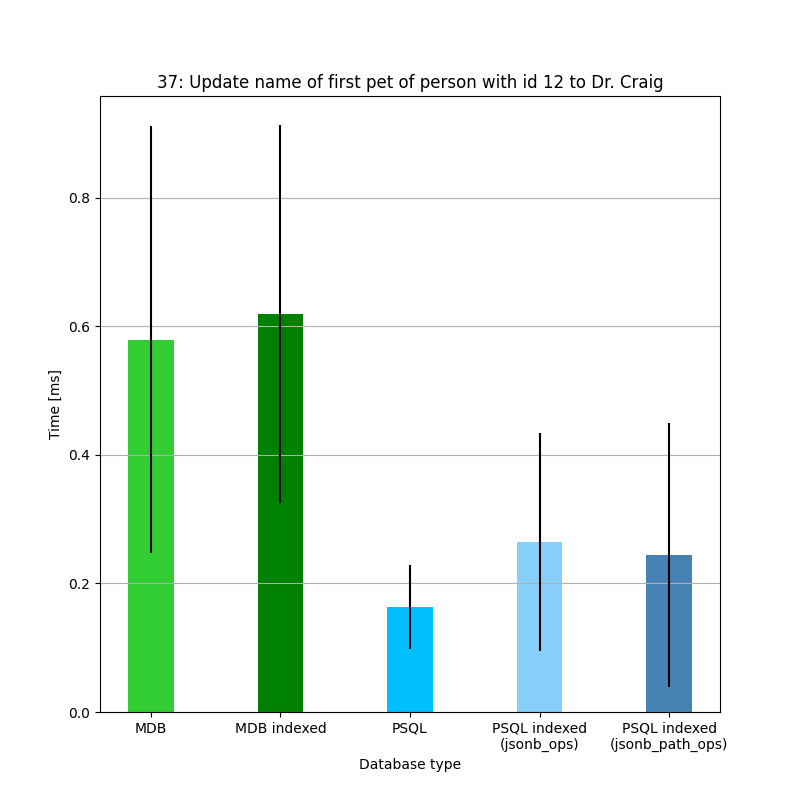 37: Update name of first pet of person with id 12 to Dr. Craig
Time [ms]
0.8
0.6
0.4
0.2
0.0
MDB
MDB indexed
PSQL
PSQL indexed
(jsonb_ops)
PSQL indexed
(jsonb_path_ops)
Database type